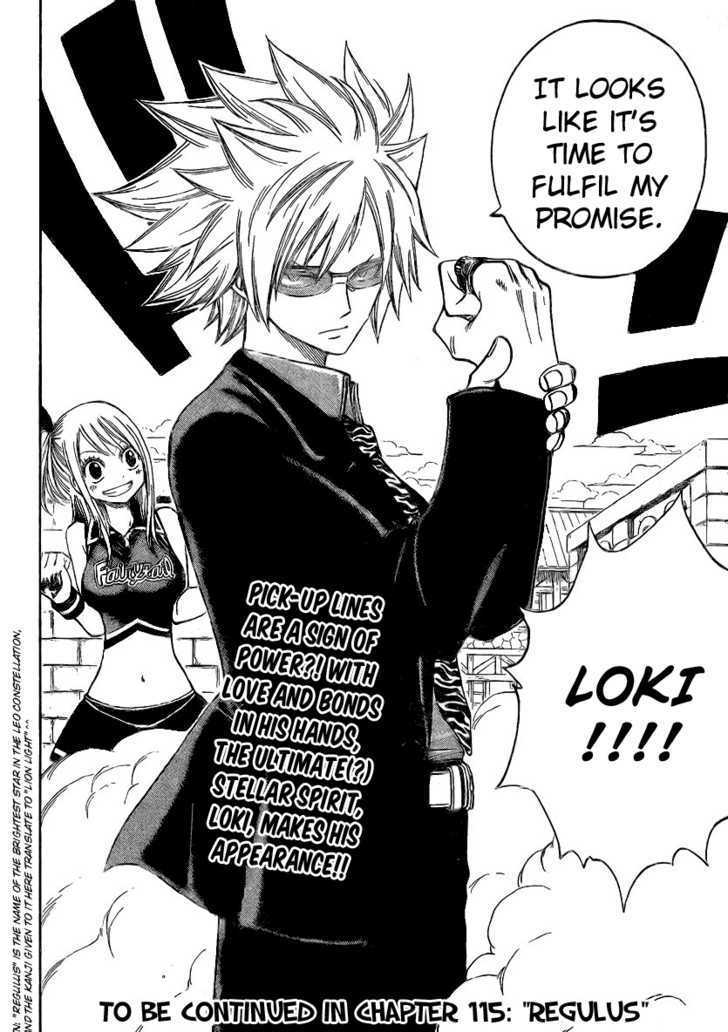 IT LOOKS
LIKE IT'S
TIME TO
FULFIL MY
PROMISE.
Fairy Tail
PICK-UP LINES
ARE A SIGN OF
POWER?! WITH
LOVE AND BONDS
IN HIS HANDS,
THE ULTIMATE(?)
STELLAR SPIRIT,
LOKI, MAKES HIS
APPEARANCE!!
LOKI
!!!!
TN: "REGULUS" IS THE NAME OF THE BRIGHTEST STAR IN THE LEO CONSTELLATION,
AND THE KANJI GIVEN TO IT HERE TRANSLATE TO "LION LIGHT" ^^
TO BE CONTINUED IN CHAPTER 115: "REGULUS"